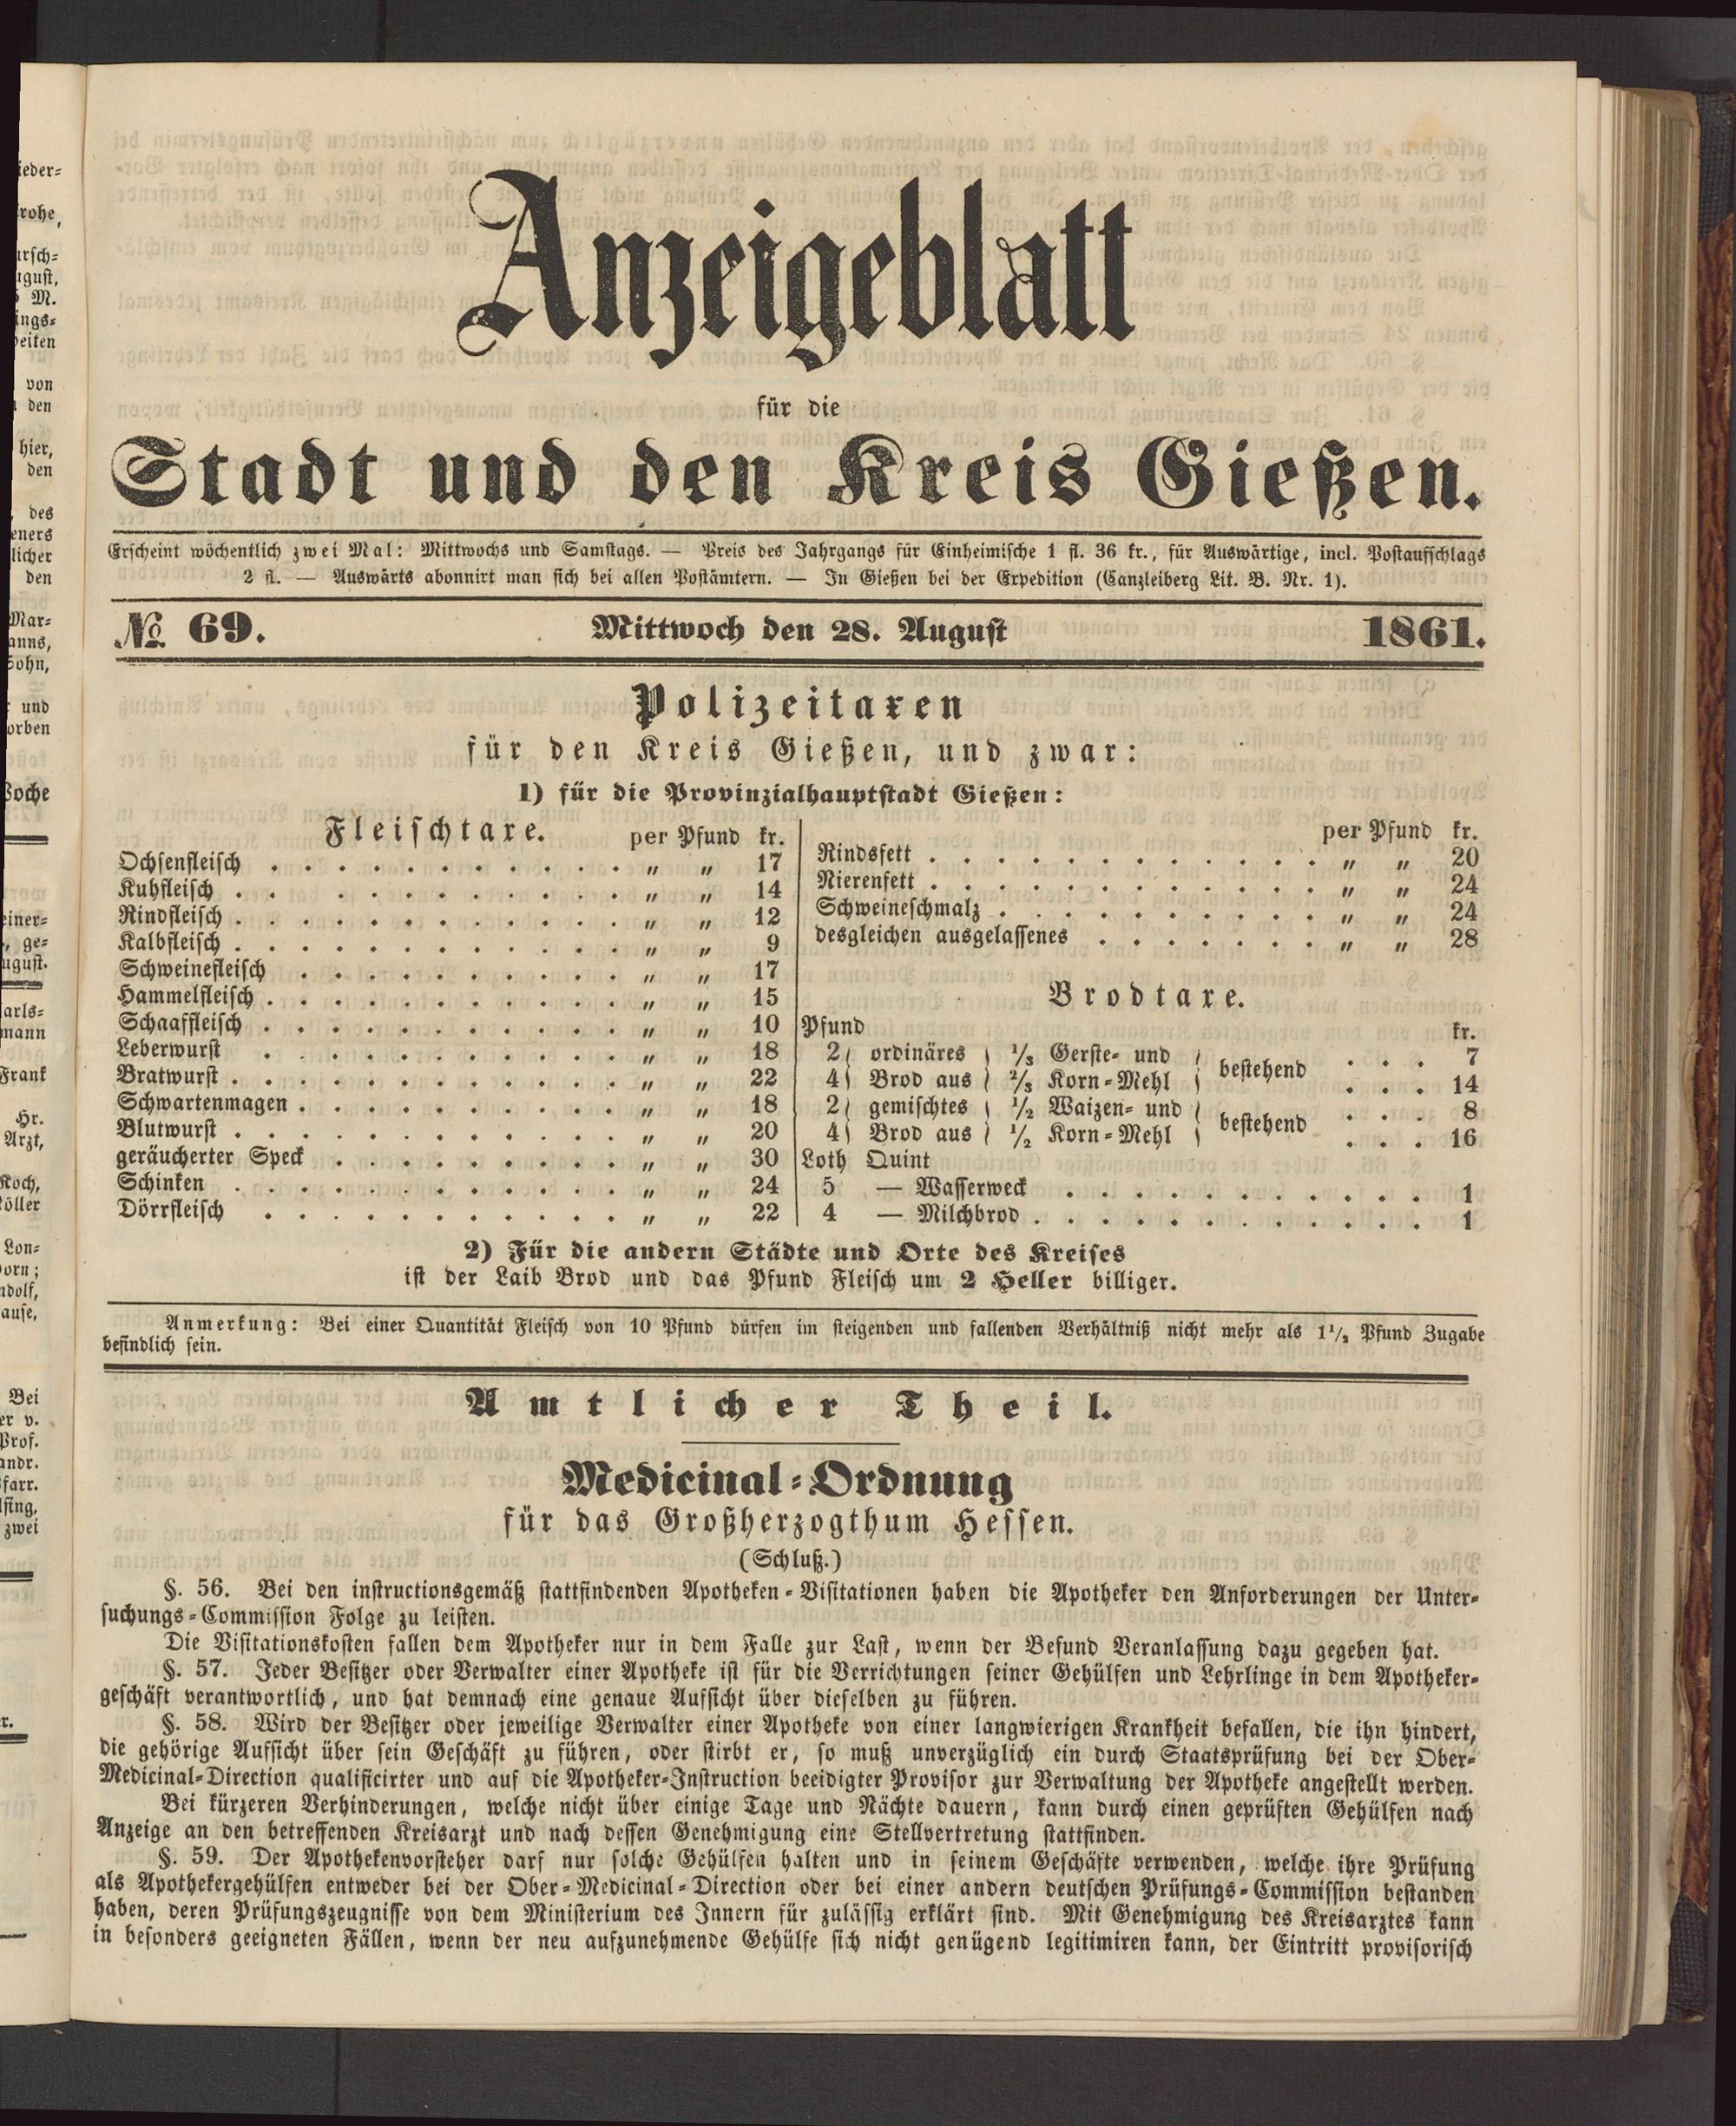 Anzeigeblatt
für die
Stadt und den Kreis Gießen.
Erscheint wöchentlich zwei Mal: Mittwochs und Samstags. — Preis des Jahrgangs für Einheimische 1 fl. 36 kr., für Auswärtige, incl. Postaufschlags
2 fl. — Auswärts abonnirt man sich bei allen Postämtern. — In Gießen bei der Expedition (Canzleiberg Lit. B. Nr. 1).
№ 69. Mittwoch den 28. August 1861.
Polizeitaxen
für den Kreis Gießen, und zwar:
1) für die Provinzialhauptstadt Gießen:
Fleischtaxe. per Pfund kr.
Ochsenfleisch . . . . . . . . . . . . „ „ 17
Kuhfleisch . . . . . . . . . . . . „ „ 14
Rindfleisch . . . . . . . . . . . . „ „ 12
Kalbfleisch . . . . . . . . . . . . „ „ 9
Schweinefleisch . . . . . . . . . . . „ „ 17
Hammelfleisch . . . . . . . . . . . . „ „ 15
Schaaffleisch . . . . . . . . . . . . „ „ 10
Leberwurst . . . . . . . . . . . . „ „ 18
Bratwurst . . . . . . . . . . . . „ „ 22
Schwartenmagen . . . . . . . . . . . „ „ 18
Blutwurst . . . . . . . . . . . . „ „ 20
geräucherter Speck . . . . . . . . . . „ „ 30
Schinken . . . . . . . . . . . . „ „ 24
Dörrfleisch . . . . . . . . . . . . „ „ 22
per Pfund kr.
Rindsfett . . . . . . . . . . . . „ „ 20
Nierenfett . . . . . . . . . . . . „ „ 24
Schweineschmalz . . . . . . . . . . „ „ 24
desgleichen ausgelassenes . . . . . . . „ „ 28
Brodtaxe.
Pfund kr.
2) ordinäres ( 1/3 Gerste- und ) bestehend . . . 7
4) Brod aus ( 2/3 Korn-Mehl ) . . . 14
2) gemischtes ( 1/2 Waizen- und ) bestehend . . . 8
4) Brod aus ( 1/2 Korn-Mehl ) . . . 16
Loth Quint
5 — Wasserweck . . . . . . . . . . . 1
4 — Milchbrod . . . . . . . . . . . . 1
2) Für die andern Städte und Orte des Kreises
ist der Laib Brod und das Pfund Fleisch um 2 Heller billiger.
Anmerkung: Bei einer Quantität Fleisch von 10 Pfund dürfen im steigenden und fallenden Verhältniß nicht mehr als 1 1/2 Pfund Zugabe
befindlich sein.
Amtlicher Theil.
Medicinal-Ordnung
für das Großherzogthum Hessen.
(Schluß.)
§. 56. Bei den instructionsgemäß stattfindenden Apotheken-Visitationen haben die Apotheker den Anforderungen der Unter-
suchungs-Commission Folge zu leisten.
Die Visitationskosten fallen dem Apotheker nur in dem Falle zur Last, wenn der Befund Veranlassung dazu gegeben hat.
§. 57. Jeder Besitzer oder Verwalter einer Apotheke ist für die Verrichtungen seiner Gehülfen und Lehrlinge in dem Apotheker-
geschäft verantwortlich, und hat demnach eine genaue Aufsicht über dieselben zu führen.
§. 58. Wird der Besitzer oder jeweilige Verwalter einer Apotheke von einer langwierigen Krankheit befallen, die ihn hindert,
die gehörige Aufsicht über sein Geschäft zu führen, oder stirbt er, so muß unverzüglich ein durch Staatsprüfung bei der Ober-
Medicinal-Direction qualificirter und auf die Apotheker-Instruction beeidigter Provisor zur Verwaltung der Apotheke angestellt werden.
Bei kürzeren Verhinderungen, welche nicht über einige Tage und Nächte dauern, kann durch einen geprüften Gehülfen nach
Anzeige an den betreffenden Kreisarzt und nach dessen Genehmigung eine Stellvertretung stattfinden.
§. 59. Der Apothekenvorsteher darf nur solche Gehülfen halten und in seinem Geschäfte verwenden, welche ihre Prüfung
als Apothekergehülfen entweder bei der Ober-Medicinal-Direction oder bei einer andern deutschen Prüfungs-Commission bestanden
haben, deren Prüfungszeugnisse von dem Ministerium des Innern für zulässig erklärt sind. Mit Genehmigung des Kreisarztes kann
in besonders geeigneten Fällen, wenn der neu aufzunehmende Gehülfe sich nicht genügend legitimiren kann, der Eintritt provisorisch